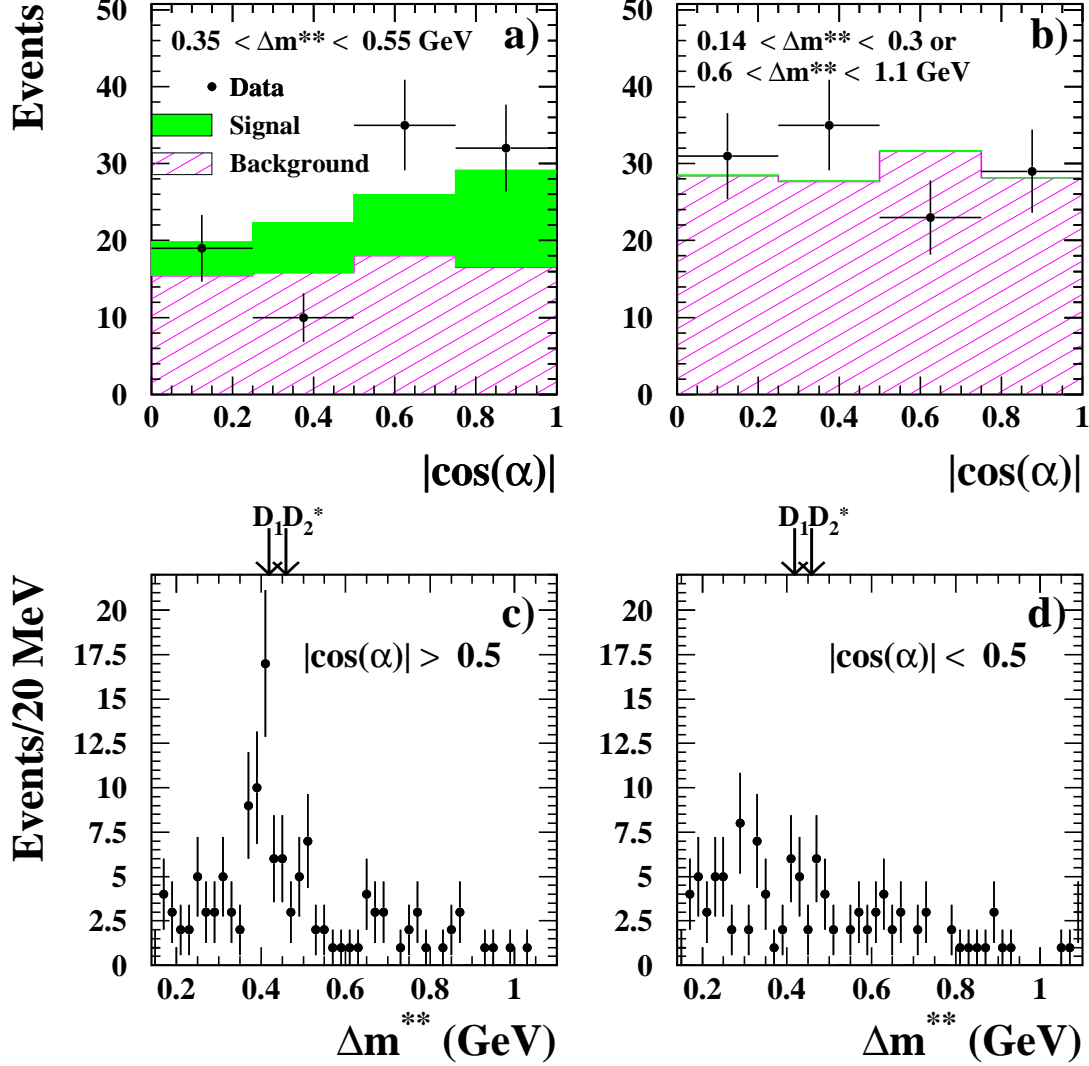 Events
50
40
30
20
10
0
0 0.2 0.4 0.6 0.8 1
0.35 < Δm** < 0.55 GeV
a)
Data
Signal
Background
|cos(α)|
50
40
30
20
10
0
0 0.2 0.4 0.6 0.8 1
0.14 < Δm** < 0.3 or
0.6 < Δm** < 1.1 GeV
b)
|cos(α)|
D₁D₂*
Events/20 MeV
20
17.5
15
12.5
10
7.5
5
2.5
0
0.2 0.4 0.6 0.8 1
c)
|cos(α)| > 0.5
Δm** (GeV)
D₁D₂*
20
17.5
15
12.5
10
7.5
5
2.5
0
0.2 0.4 0.6 0.8 1
d)
|cos(α)| < 0.5
Δm** (GeV)